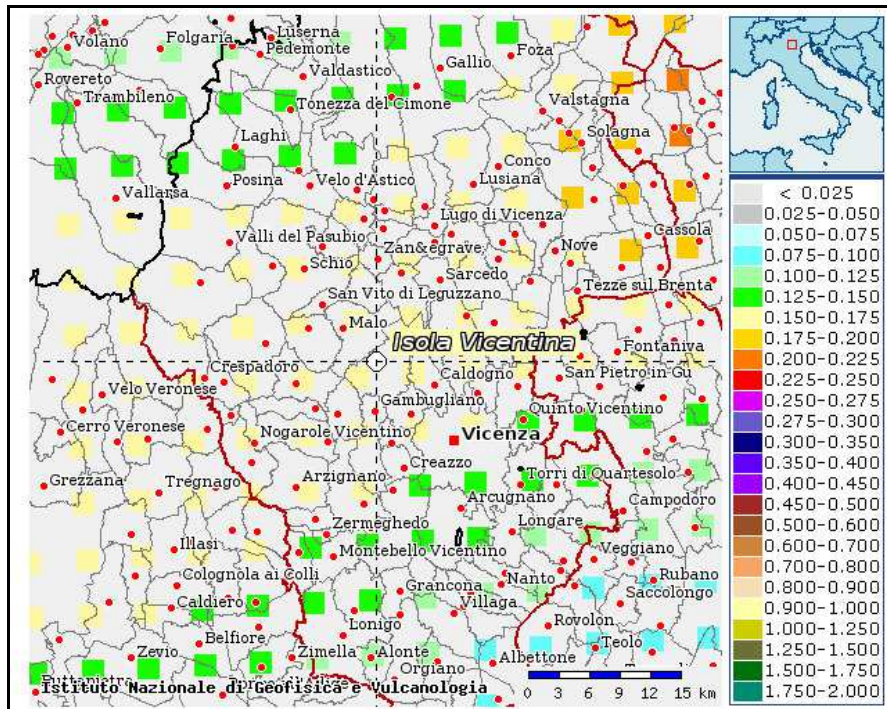 Luserna
Volano
Folgaria
Pedemonte
Gallio
Foza
Valdastico
Rovereto
Trambileno
Tonezza del Cimone
Valstagna
Solagna
Laghi
Conco
Vallarsa
Posina
Velo d'Astico
Lusiana
Lugo di Vicenza
Cassola
Valli del Pasubio
Zan&egrave
Nove
Schio
Sarcedo
Tezze sul Brenta
San Vito di Leguzzano
Malo
Isola Vicentina
Fontaniva
Crespadoro
Caldogno
San Pietro in Gu
Velo Veronese
Gambugliano
Quinto Vicentino
Cerro Veronese
Nogarole Vicentino
Vicenza
Creazzo
Grezzana
Tregnago
Arzignano
Torri di Quartesolo
Arcugnano
Campodoro
Zermeghedo
Longare
Illasi
Montebello Vicentino
Veggiano
Colognola ai Colli
Nanto
Rubano
Grancona
Saccolongo
Caldiero
Villaga
Lonigo
Rovolon
Belfiore
Teolo
Zevio
Zimella
Alonte
Albettone
Orgiano
Istituto Nazionale di Geofisica e Vulcanologia
0 3 6 9 12 15 km
< 0.025
0.025-0.050
0.050-0.075
0.075-0.100
0.100-0.125
0.125-0.150
0.150-0.175
0.175-0.200
0.200-0.225
0.225-0.250
0.250-0.275
0.275-0.300
0.300-0.350
0.350-0.400
0.400-0.450
0.450-0.500
0.500-0.600
0.600-0.700
0.700-0.800
0.800-0.900
0.900-1.000
1.000-1.250
1.250-1.500
1.500-1.750
1.750-2.000